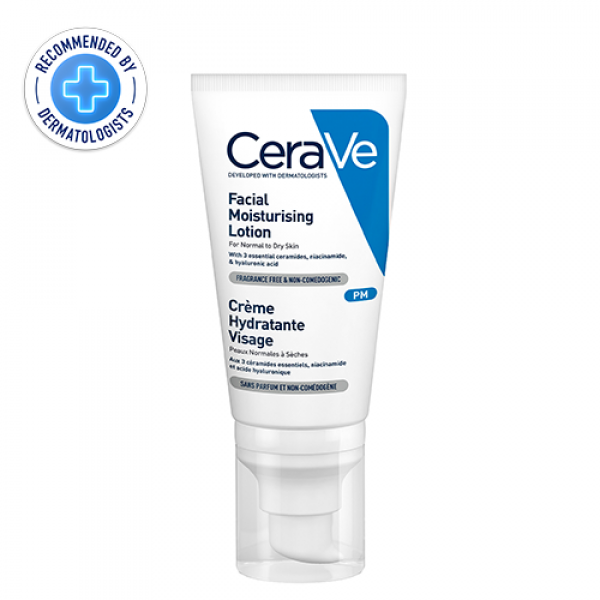 RECOMMENDED BY
DERMATOLOGISTS
CeraVe
DEVELOPED WITH DERMATOLOGISTS
Facial
Moisturising
Lotion
For Normal to Dry Skin
With 3 essential ceramides, niacinamide,
& hyaluronic acid
FRAGRANCE FREE & NON-COMEDOGENIC
PM
Crème
Hydratante
Visage
Peaux Normales à Sèches
Aux 3 céramides essentiels, niacinamide
et acide hyaluronique
SANS PARFUM ET NON-COMÉDOGÈNE